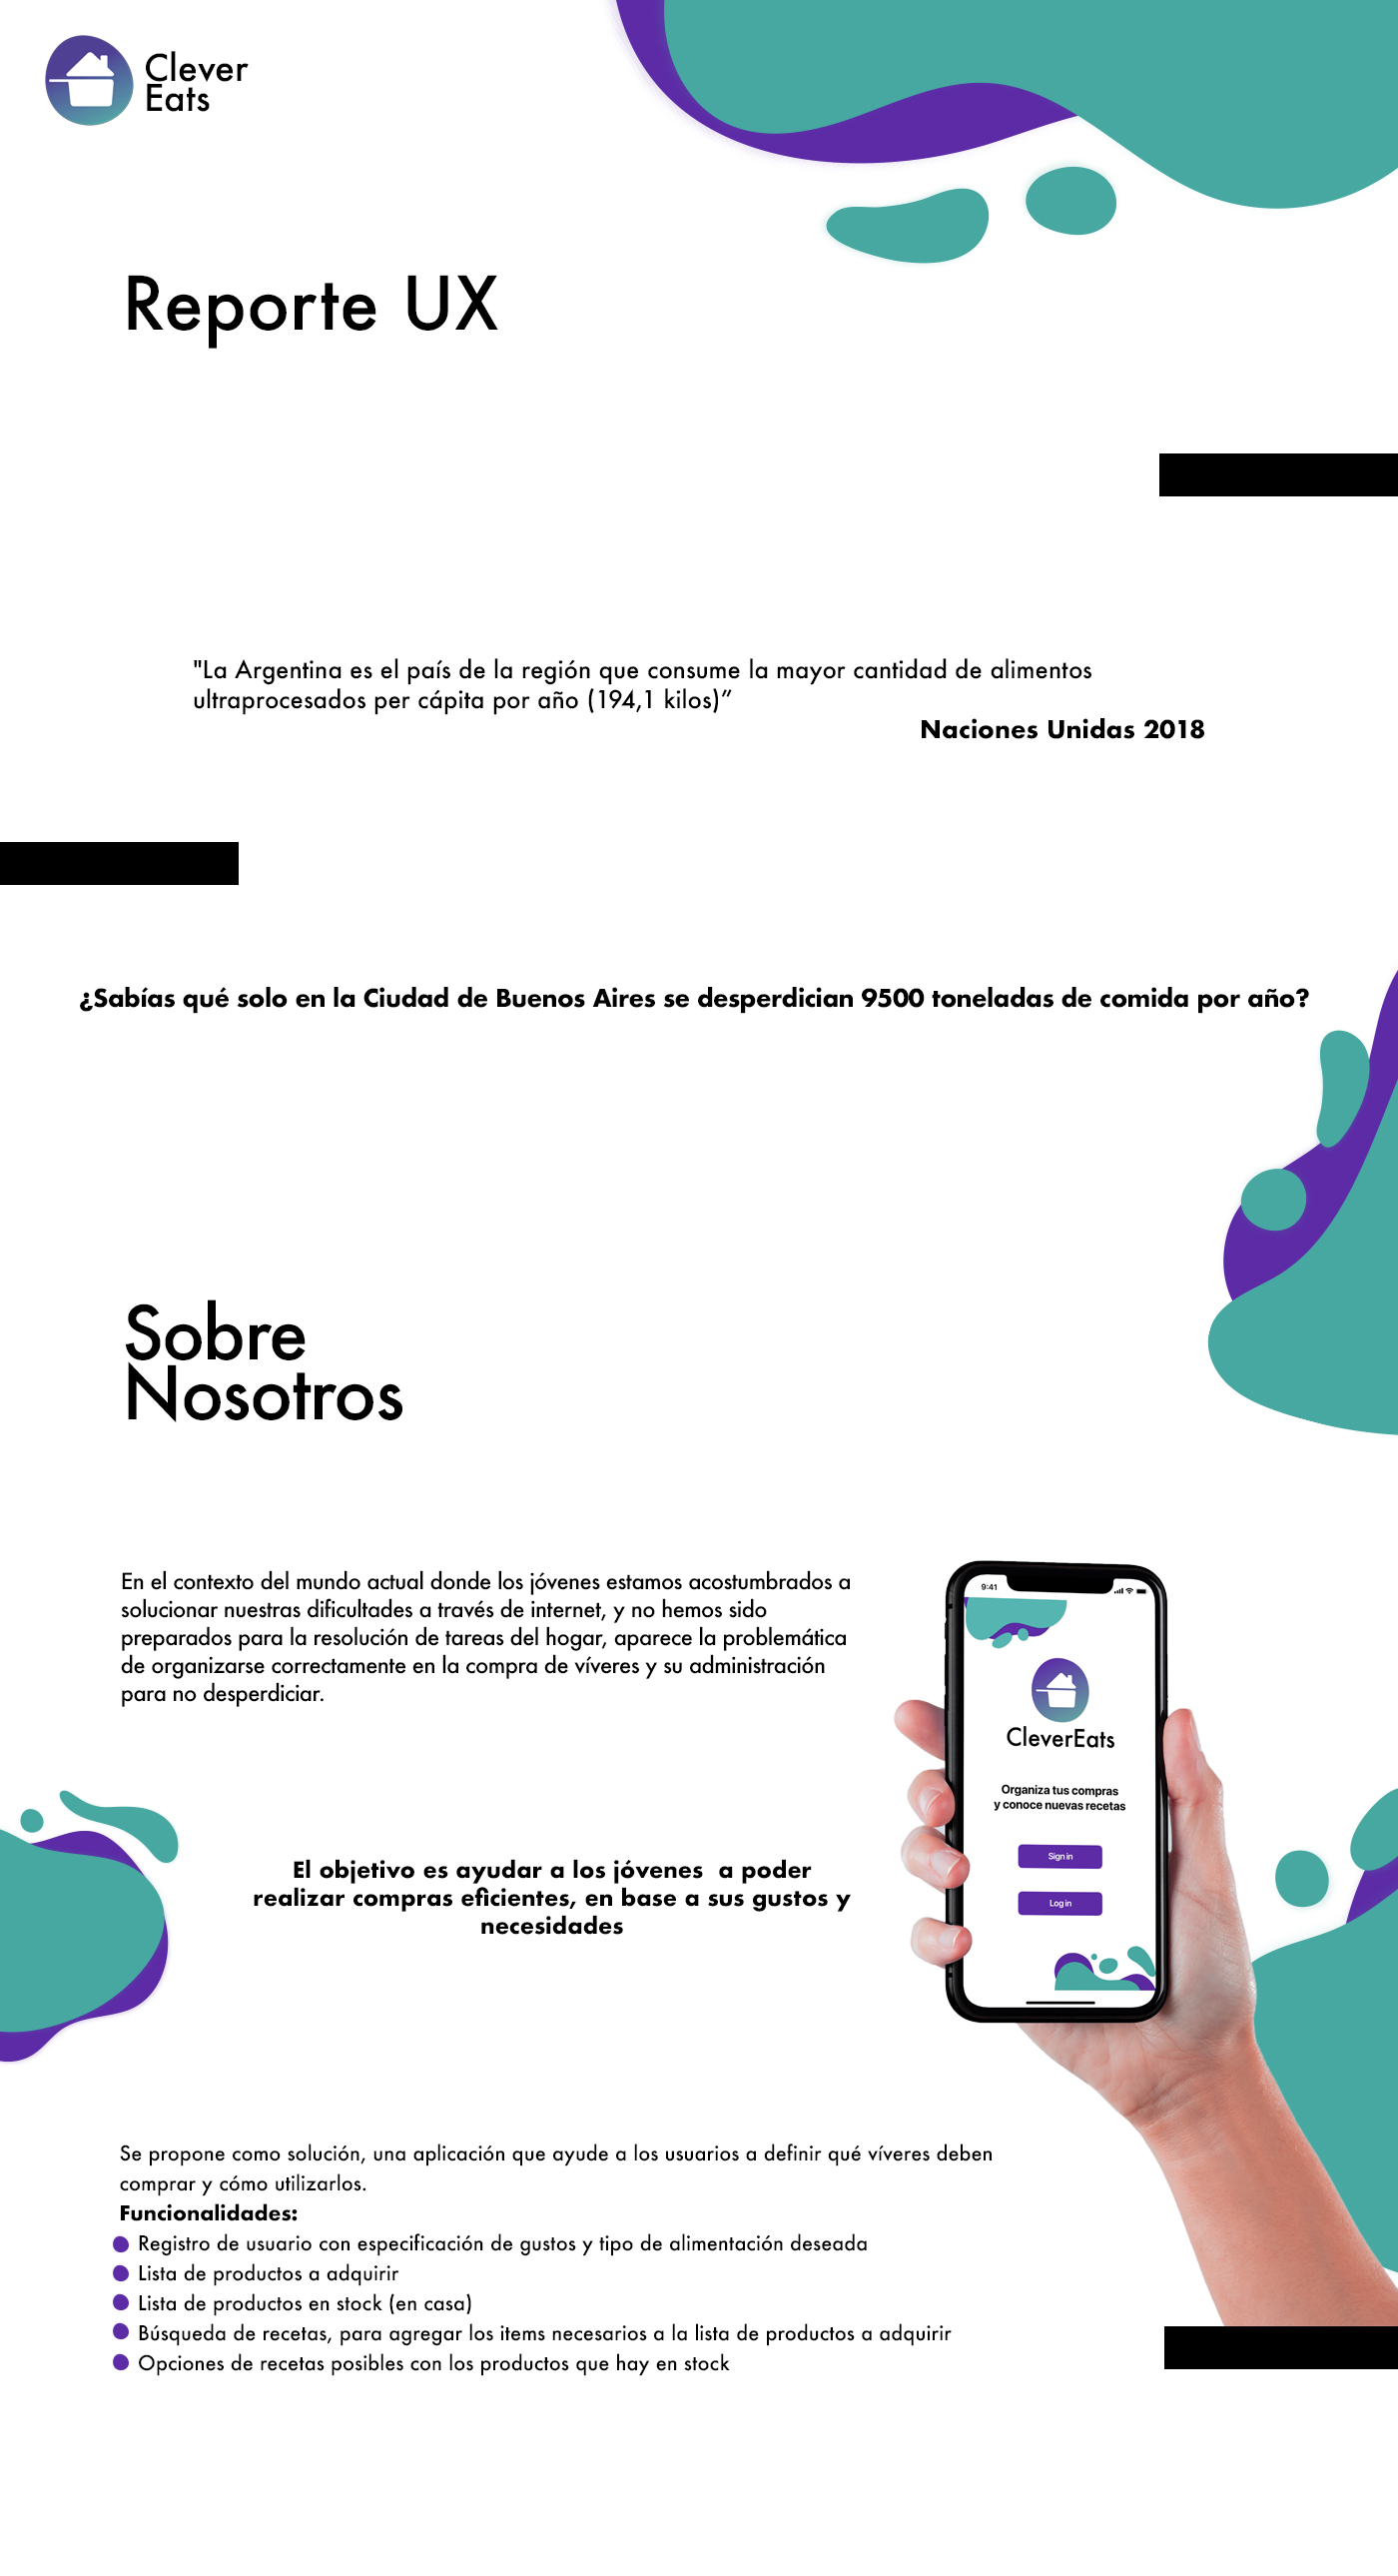 Clever
Eats
Reporte UX
"La Argentina es el país de la región que consume la mayor cantidad de alimentos
ultraprocesados per cápita por año (194,1 kilos)”
Naciones Unidas 2018
¿Sabías qué solo en la Ciudad de Buenos Aires se desperdician 9500 toneladas de comida por año?
Sobre
Nosotros
En el contexto del mundo actual donde los jóvenes estamos acostumbrados a
solucionar nuestras dificultades a través de internet, y no hemos sido
preparados para la resolución de tareas del hogar, aparece la problemática
de organizarse correctamente en la compra de víveres y su administración
para no desperdiciar.
9:41
CleverEats
Organiza tus compras
y conoce nuevas recetas
Sign in
Log in
El objetivo es ayudar a los jóvenes  a poder
realizar compras eficientes, en base a sus gustos y
necesidades
Se propone como solución, una aplicación que ayude a los usuarios a definir qué víveres deben
comprar y cómo utilizarlos.
Funcionalidades:
Registro de usuario con especificación de gustos y tipo de alimentación deseada
Lista de productos a adquirir
Lista de productos en stock (en casa)
Búsqueda de recetas, para agregar los items necesarios a la lista de productos a adquirir
Opciones de recetas posibles con los productos que hay en stock